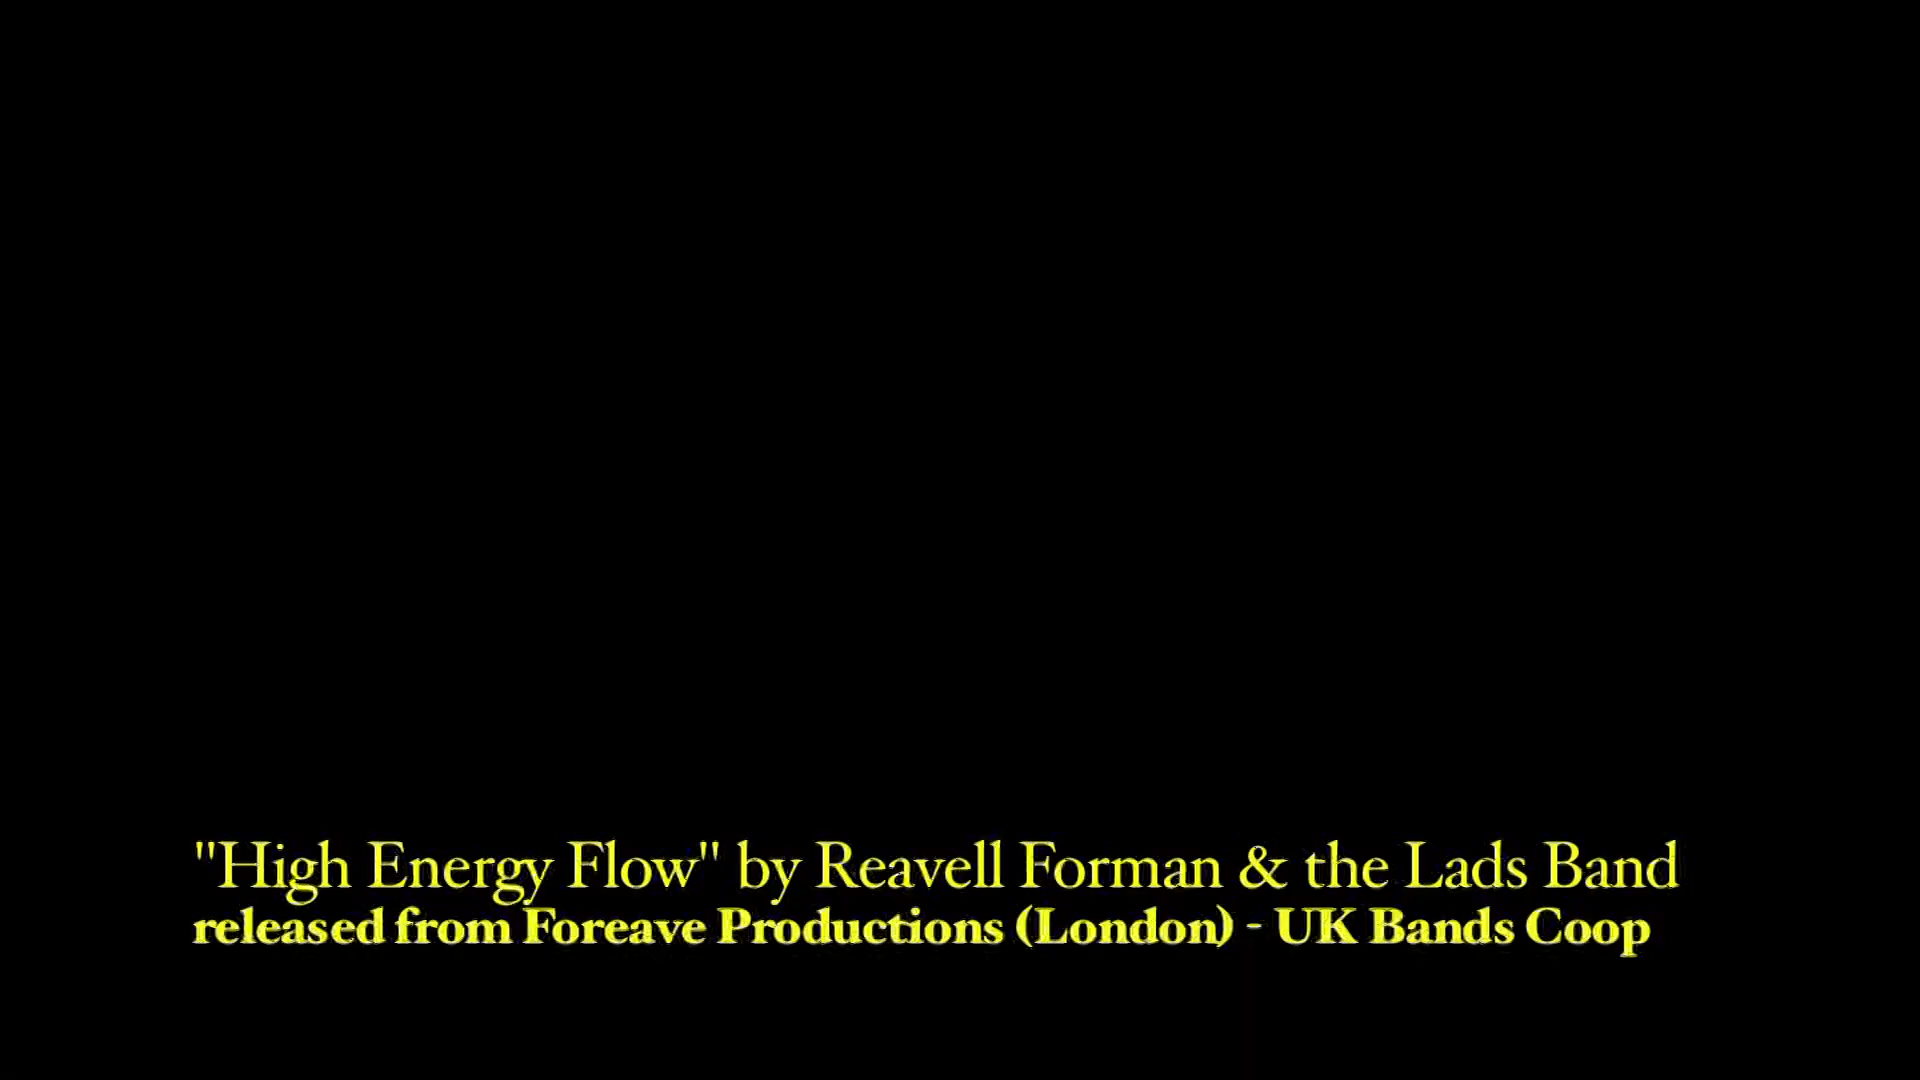 "High Energy Flow" by Reavell Forman & the Lads Band
released from Foreave Productions (London) - UK Bands Coop